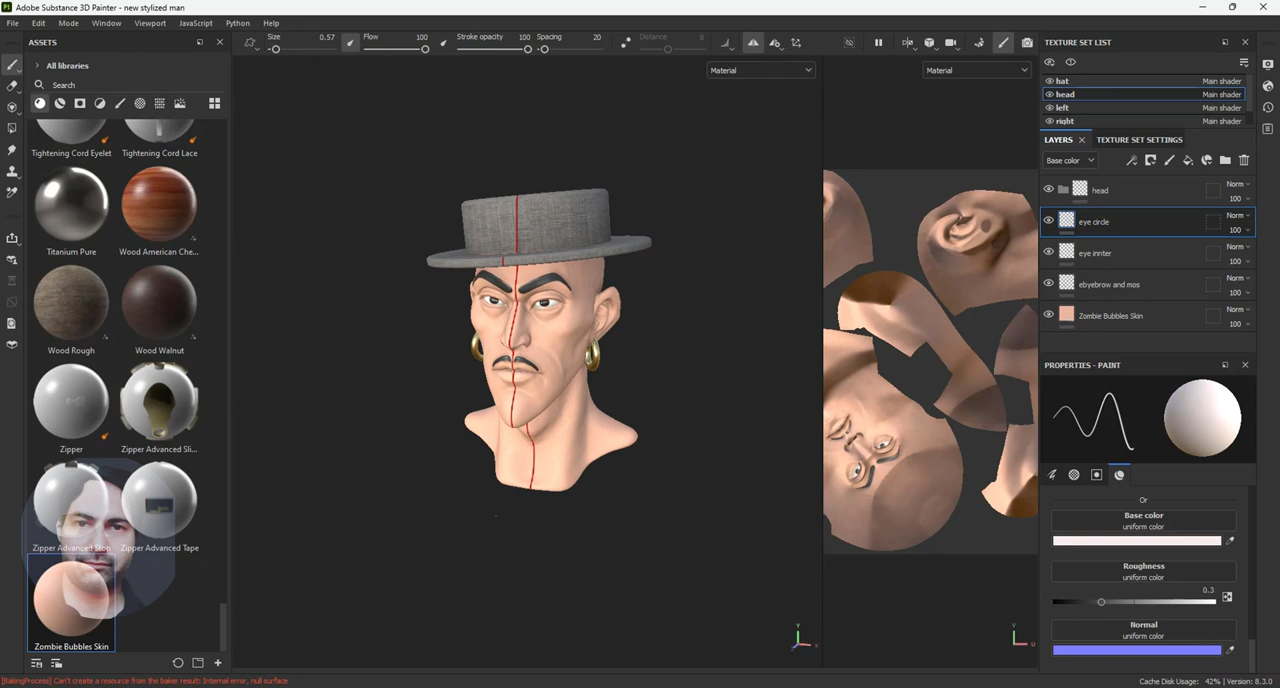 Adobe Substance 3D Painter - new stylized man
File Edit Mode Window Viewport JavaScript Python Help
ASSETS
All libraries
Search
Tightening Cord Eyelet Tightening Cord Lace
Titanium Pure Wood American Che...
Wood Rough Wood Walnut
Zipper Zipper Advanced Sli...
Zipper Advanced Stop Zipper Advanced Tape
Zombie Bubbles Skin
Size 0.57 Flow 100 Stroke opacity 100 Spacing 20 Distance 8
Material Material
TEXTURE SET LIST
hat Main shader
head Main shader
left Main shader
right Main shader
LAYERS TEXTURE SET SETTINGS
Base color
head Norm 100
eye circle Norm 100
eye innter Norm 100
ebyebrow and mos Norm 100
Zombie Bubbles Skin Norm 100
PROPERTIES - PAINT
Or
Base color
uniform color
Roughness
uniform color
0.3
Normal
uniform color
Y
X
Z
V
U
[BakingProcess] Can't create a resource from the baker result: Internal error, null surface
Cache Disk Usage: 42% | Version: 8.3.0